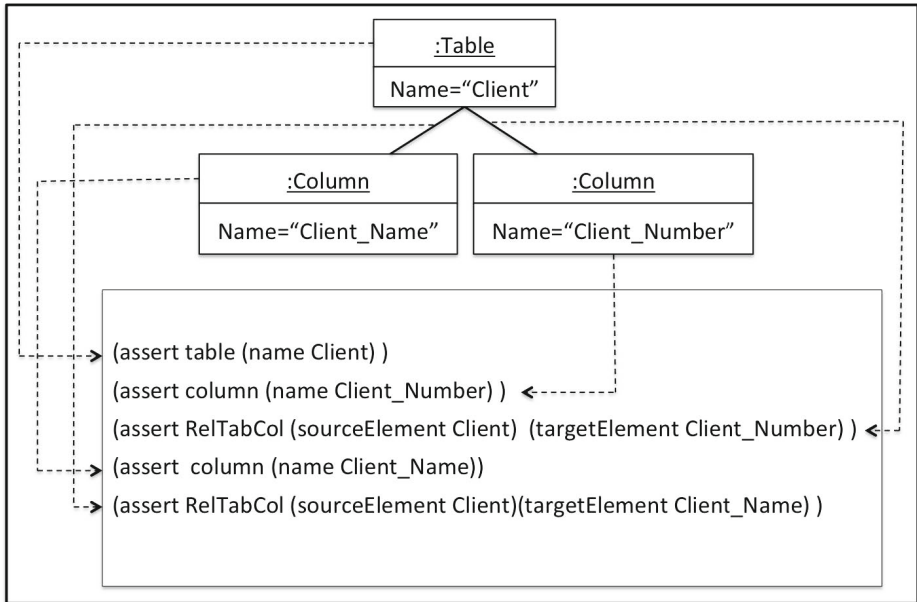 :Table
Name=“Client”
:Column
Name=“Client_Name”
:Column
Name=“Client_Number”
(assert table (name Client) )
(assert column (name Client_Number) )
(assert RelTabCol (sourceElement Client)  (targetElement Client_Number) )
(assert  column (name Client_Name))
(assert RelTabCol (sourceElement Client)(targetElement Client_Name) )